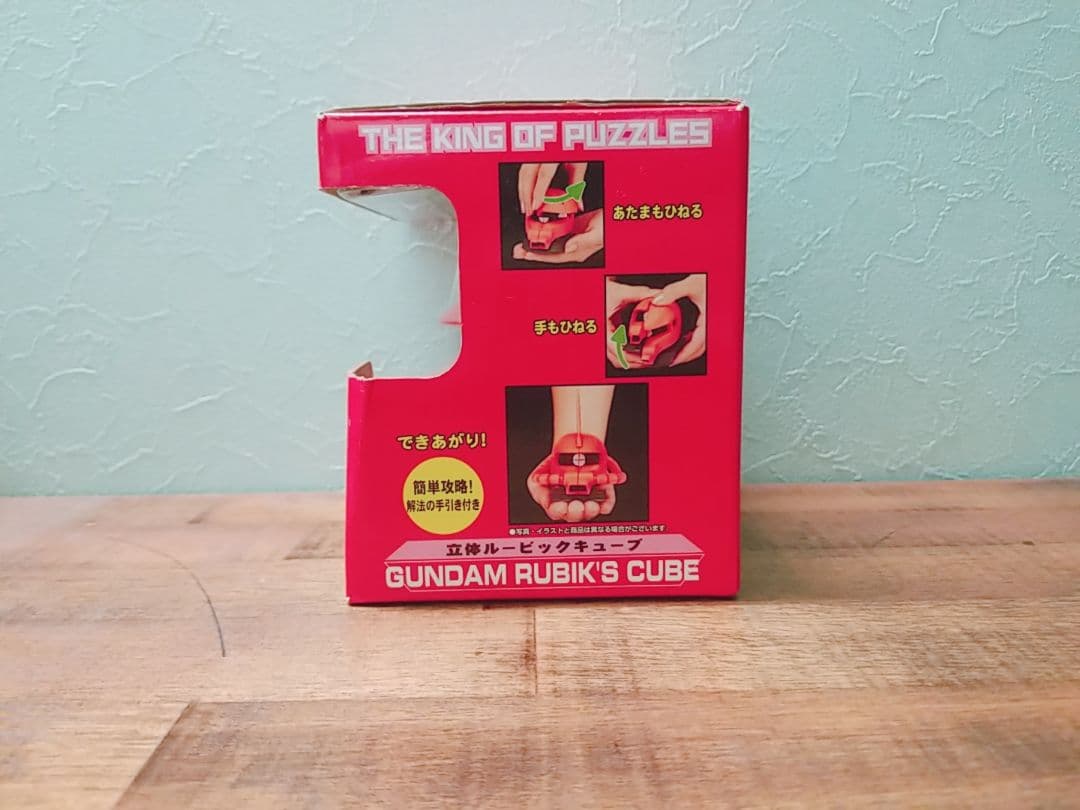 THE KING OF PUZZLES
あたまもひねる
手もひねる
できあがり!
簡単攻略!
解法の手引き付き
●写真・イラストと商品は異なる場合がございます。
立体ルービックキューブ
GUNDAM RUBIK'S CUBE